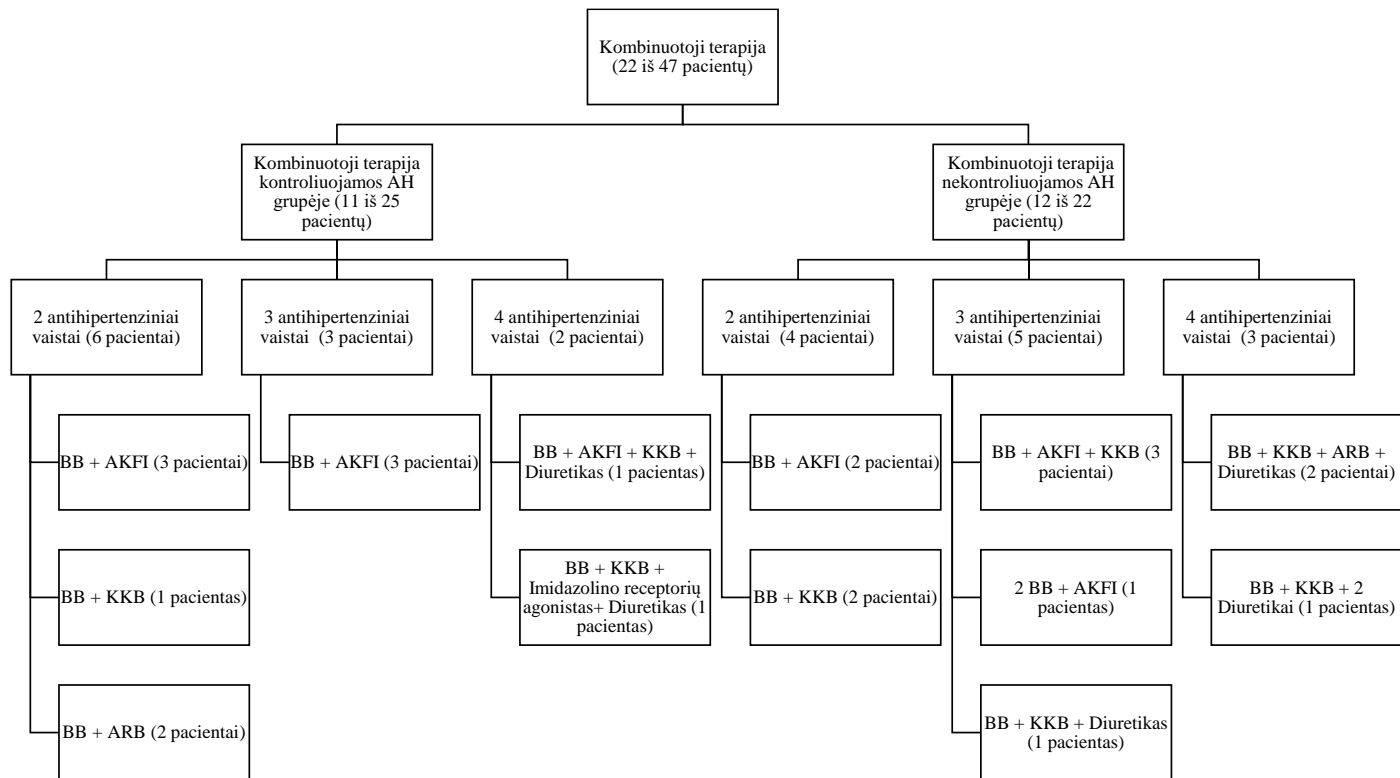 Kombinuotoji terapija
(22 iš 47 pacientų)
Kombinuotoji terapija
kontroliuojamos AH
grupėje (11 iš 25
pacientų)
Kombinuotoji terapija
nekontroliuojamos AH
grupėje (12 iš 22
pacientų)
2 antihipertenziniai
vaistai (6 pacientai)
3 antihipertenziniai
vaistai (3 pacientai)
4 antihipertenziniai
vaistai (2 pacientai)
2 antihipertenziniai
vaistai (4 pacientai)
3 antihipertenziniai
vaistai (5 pacientai)
4 antihipertenziniai
vaistai (3 pacientai)
BB + AKFI (3 pacientai)
BB + AKFI (3 pacientai)
BB + AKFI + KKB +
Diuretikas (1 pacientas)
BB + AKFI (2 pacientai)
BB + AKFI + KKB (3
pacientai)
BB + KKB + ARB +
Diuretikas (2 pacientai)
BB + KKB (1 pacientas)
BB + KKB +
Imidazolino receptorių
agonistas+ Diuretikas (1
pacientas)
BB + KKB (2 pacientai)
2 BB + AKFI (1
pacientas)
BB + KKB + 2
Diuretikai (1 pacientas)
BB + ARB (2 pacientai)
BB + KKB + Diuretikas
(1 pacientas)